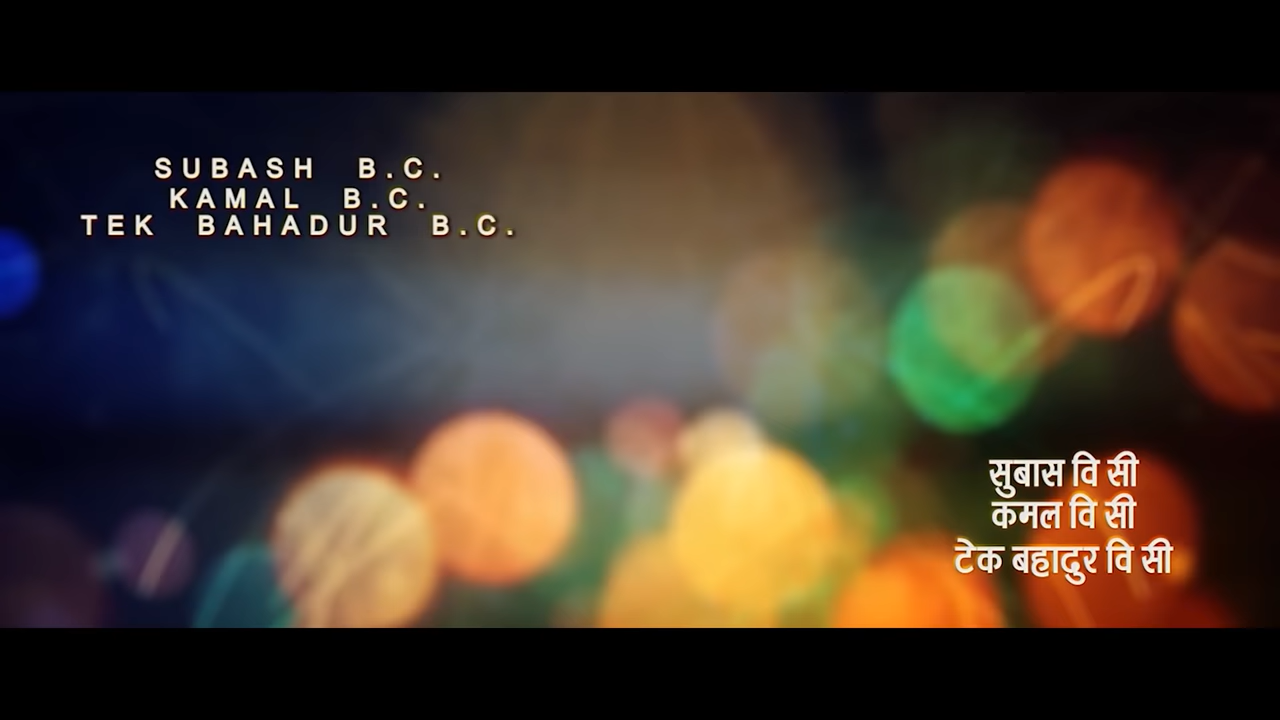 SUBASH B.C.
KAMAL B.C.
TEK BAHADUR B.C.
सुबास वि सी
कमल वि सी
टेक बहादुर वि सी